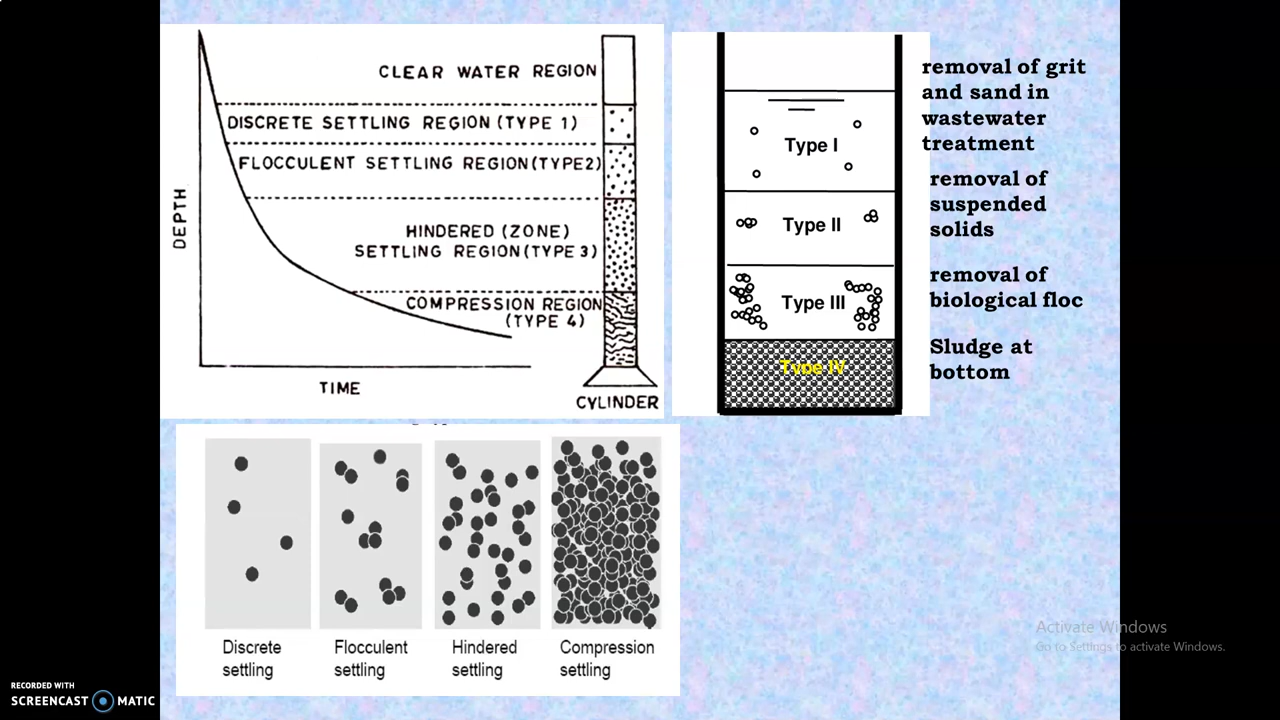 CLEAR WATER REGION
DISCRETE SETTLING REGION (TYPE 1)
FLOCCULENT SETTLING REGION (TYPE2)
HINDERED (ZONE)
SETTLING REGION (TYPE 3)
COMPRESSION REGION
(TYPE 4)
DEPTH
TIME
CYLINDER
Type I
Type II
Type III
Type IV
removal of grit
and sand in
wastewater
treatment
removal of
suspended
solids
removal of
biological floc
Sludge at
bottom
Discrete
settling
Flocculent
settling
Hindered
settling
Compression
settling
Activate Windows
Go to Settings to activate Windows.
RECORDED WITH
SCREENCAST MATIC